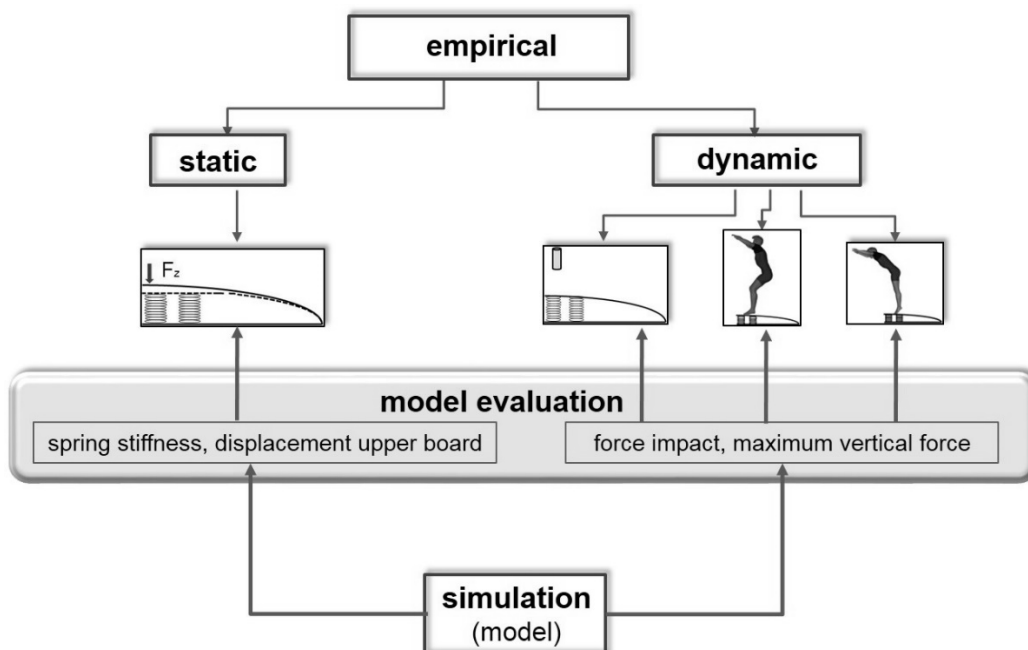 empirical
static
dynamic
Fz
model evaluation
spring stiffness, displacement upper board
force impact, maximum vertical force
simulation
(model)